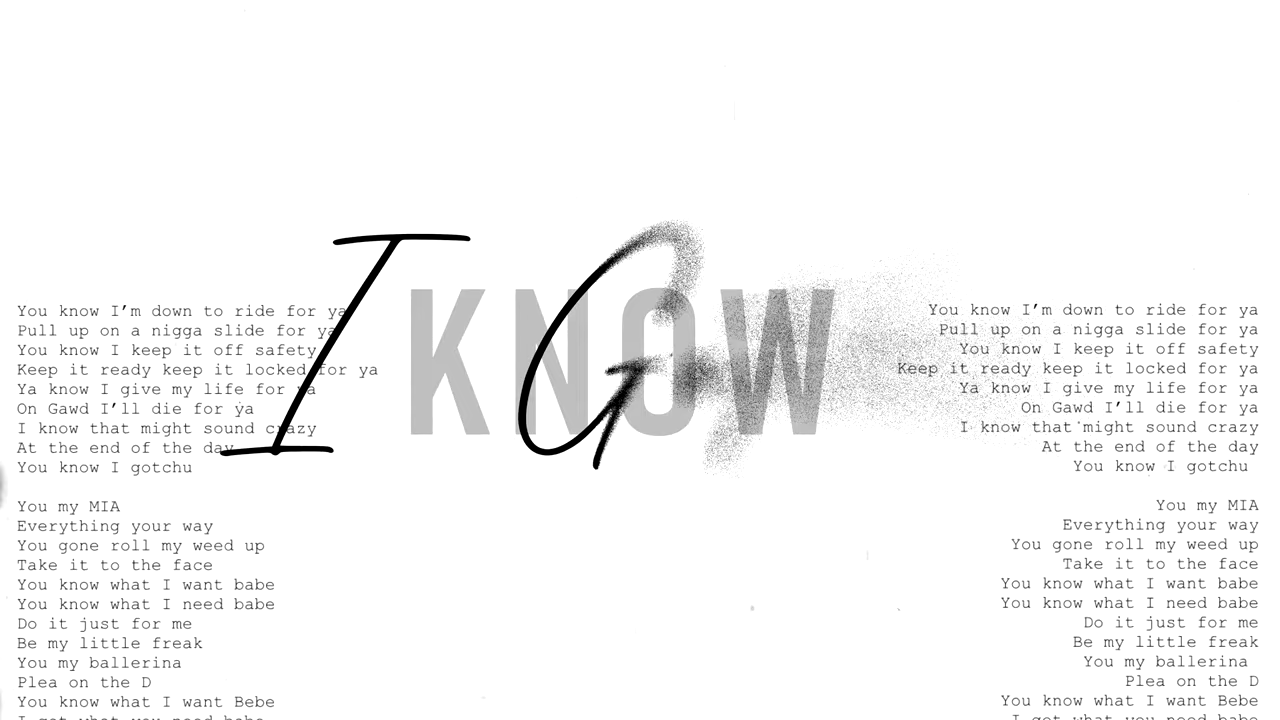 I G
KNOW
You know I’m down to ride for ya
Pull up on a nigga slide for ya
You know I keep it off safety
Keep it ready keep it locked for ya
Ya know I give my life for ya
On Gawd I’ll die for ya
I know that might sound crazy
At the end of the day
You know I gotchu
You my MIA
Everything your way
You gone roll my weed up
Take it to the face
You know what I want babe
You know what I need babe
Do it just for me
Be my little freak
You my ballerina
Plea on the D
You know what I want Bebe
I got what you need babe
You know I’m down to ride for ya
Pull up on a nigga slide for ya
You know I keep it off safety
Keep it ready keep it locked for ya
Ya know I give my life for ya
On Gawd I’ll die for ya
I know that might sound crazy
At the end of the day
You know I gotchu
You my MIA
Everything your way
You gone roll my weed up
Take it to the face
You know what I want babe
You know what I need babe
Do it just for me
Be my little freak
You my ballerina
Plea on the D
You know what I want Bebe
I got what you need babe